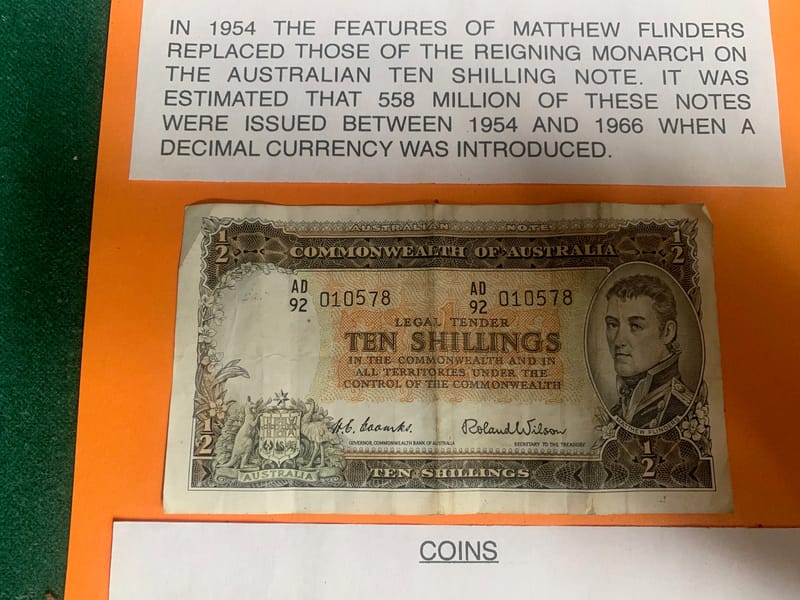 IN 1954 THE FEATURES OF MATTHEW FLINDERS
REPLACED THOSE OF THE REIGNING MONARCH ON
THE AUSTRALIAN TEN SHILLING NOTE. IT WAS
ESTIMATED THAT 558 MILLION OF THESE NOTES
WERE ISSUED BETWEEN 1954 AND 1966 WHEN A
DECIMAL CURRENCY WAS INTRODUCED.
AUSTRALIAN NOTE
1/2 COMMONWEALTH OF AUSTRALIA 1/2
AD AD
92 010578 92 010578
LEGAL TENDER
TEN SHILLINGS
IN THE COMMONWEALTH AND IN
ALL TERRITORIES UNDER THE
CONTROL OF THE COMMONWEALTH
MATTHEW FLINDERS
H.C. Coombs. Roland Wilson
GOVERNOR, COMMONWEALTH BANK OF AUSTRALIA SECRETARY TO THE TREASURY
1/2 1/2
AUSTRALIA TEN SHILLINGS
COINS